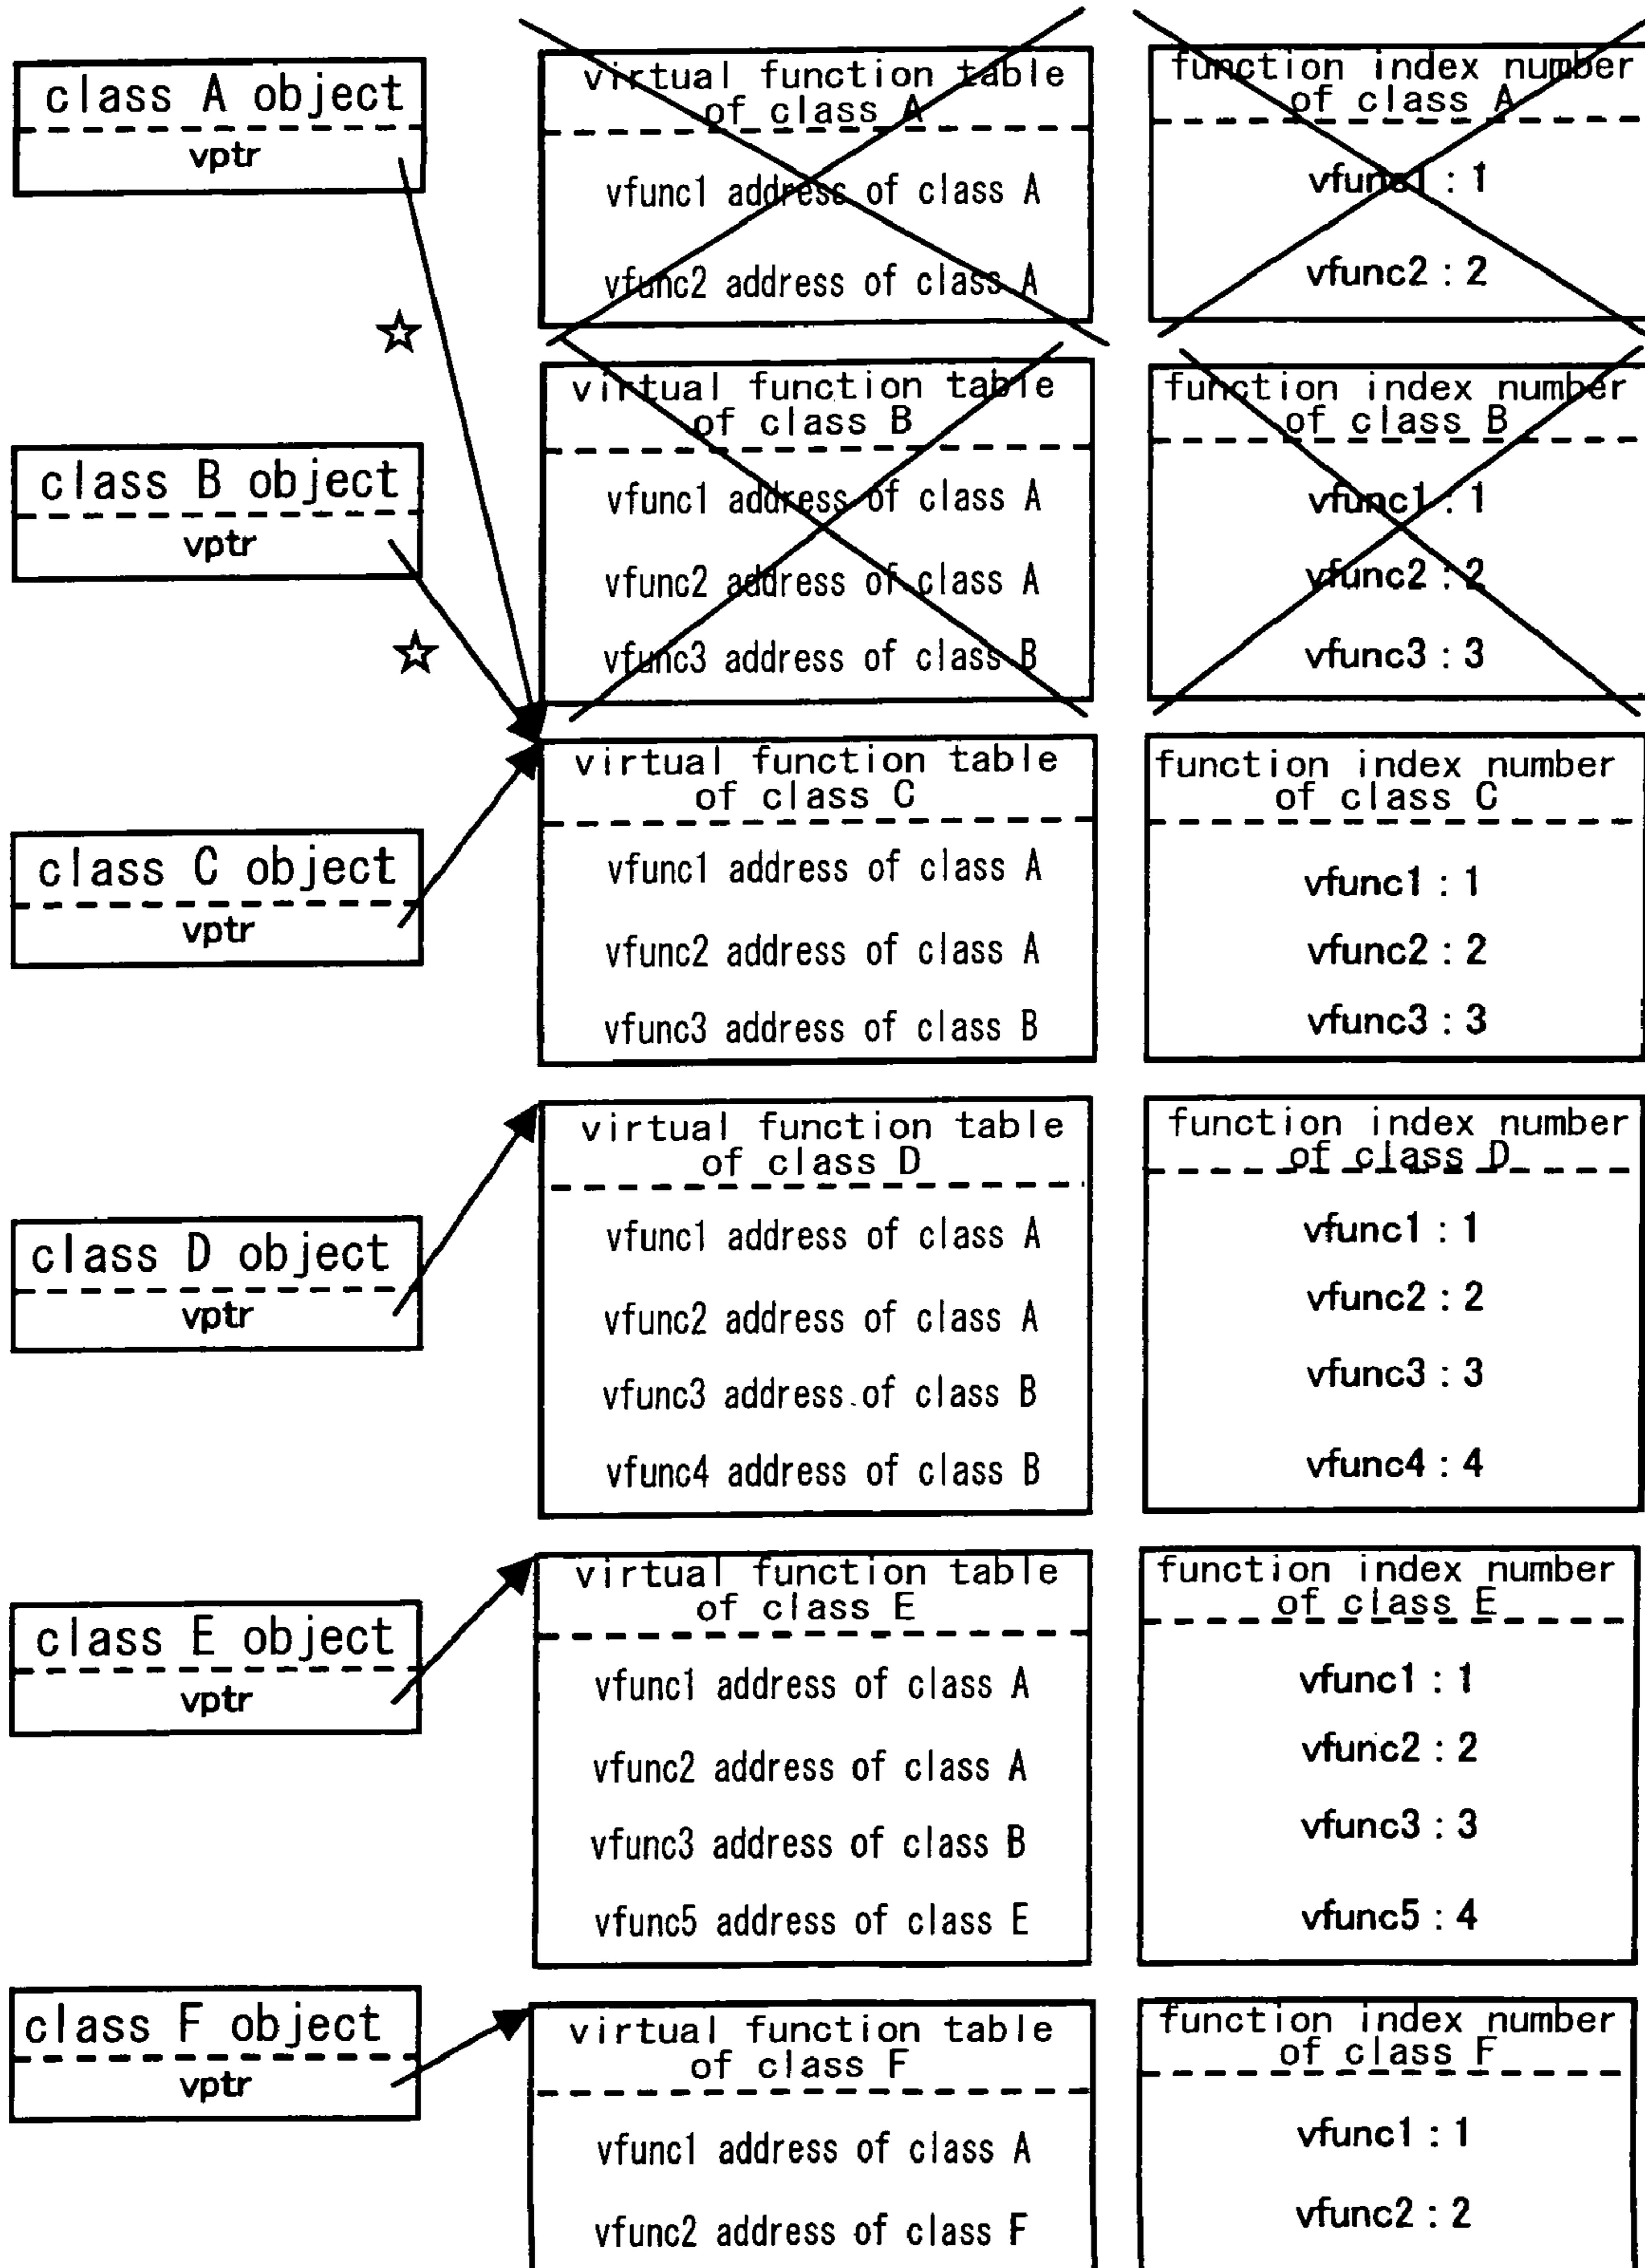 class A object
vptr
virtual function table
of class A
vfunc1 address of class A
vfunc2 address of class A
function index number
of class A
vfunc1 : 1
vfunc2 : 2
☆
class B object
vptr
☆
virtual function table
of class B
vfunc1 address of class A
vfunc2 address of class A
vfunc3 address of class B
function index number
of class B
vfunc1 : 1
vfunc2 : 2
vfunc3 : 3
class C object
vptr
virtual function table
of class C
vfunc1 address of class A
vfunc2 address of class A
vfunc3 address of class B
function index number
of class C
vfunc1 : 1
vfunc2 : 2
vfunc3 : 3
class D object
vptr
virtual function table
of class D
vfunc1 address of class A
vfunc2 address of class A
vfunc3 address of class B
vfunc4 address of class B
function index number
of class D
vfunc1 : 1
vfunc2 : 2
vfunc3 : 3
vfunc4 : 4
class E object
vptr
virtual function table
of class E
vfunc1 address of class A
vfunc2 address of class A
vfunc3 address of class B
vfunc5 address of class E
function index number
of class E
vfunc1 : 1
vfunc2 : 2
vfunc3 : 3
vfunc5 : 4
class F object
vptr
virtual function table
of class F
vfunc1 address of class A
vfunc2 address of class F
function index number
of class F
vfunc1 : 1
vfunc2 : 2